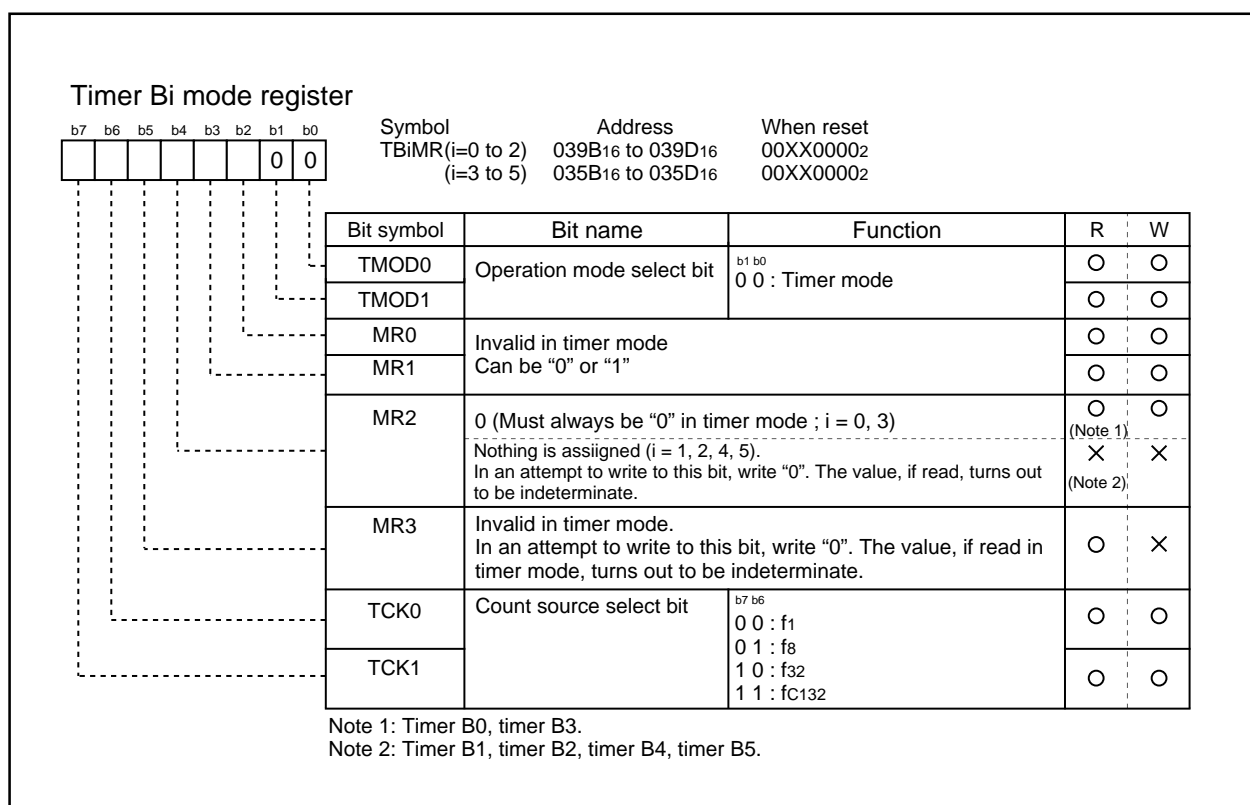 Timer Bi mode register
b7 b6 b5 b4 b3 b2 b1 b0
0 0
Symbol Address When reset
TBiMR(i=0 to 2) 039B16 to 039D16 00XX00002
(i=3 to 5) 035B16 to 035D16 00XX00002
Bit symbol Bit name Function R W
TMOD0 Operation mode select bit b1 b0
0 0 : Timer mode
TMOD1
MR0 Invalid in timer mode
MR1 Can be “0” or “1”
MR2 0 (Must always be “0” in timer mode ; i = 0, 3)
(Note 1)
Nothing is assiigned (i = 1, 2, 4, 5).
In an attempt to write to this bit, write “0”. The value, if read, turns out
to be indeterminate.
(Note 2)
MR3 Invalid in timer mode.
In an attempt to write to this bit, write “0”. The value, if read in
timer mode, turns out to be indeterminate.
TCK0 Count source select bit b7 b6
0 0 : f1
0 1 : f8
TCK1 1 0 : f32
1 1 : fC132
Note 1: Timer B0, timer B3.
Note 2: Timer B1, timer B2, timer B4, timer B5.